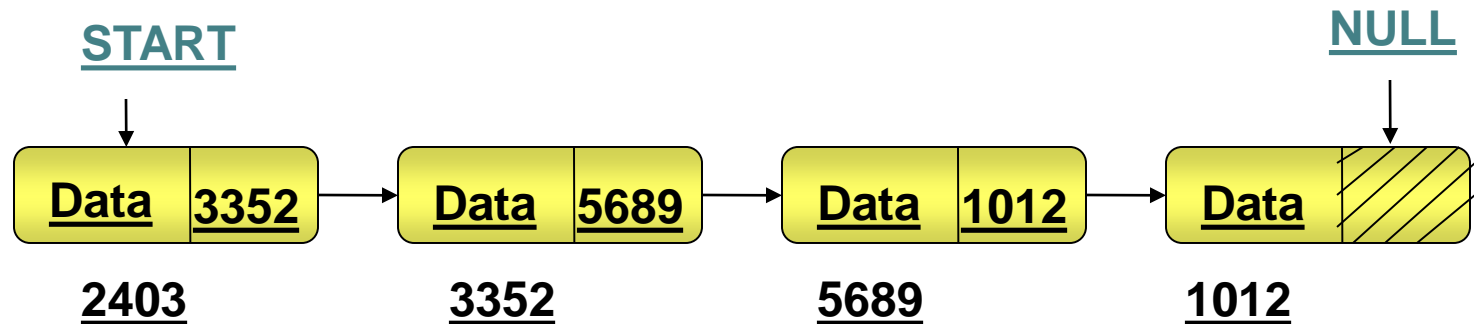 START
NULL
Data 3352 Data 5689 Data 1012 Data
2403 3352 5689 1012